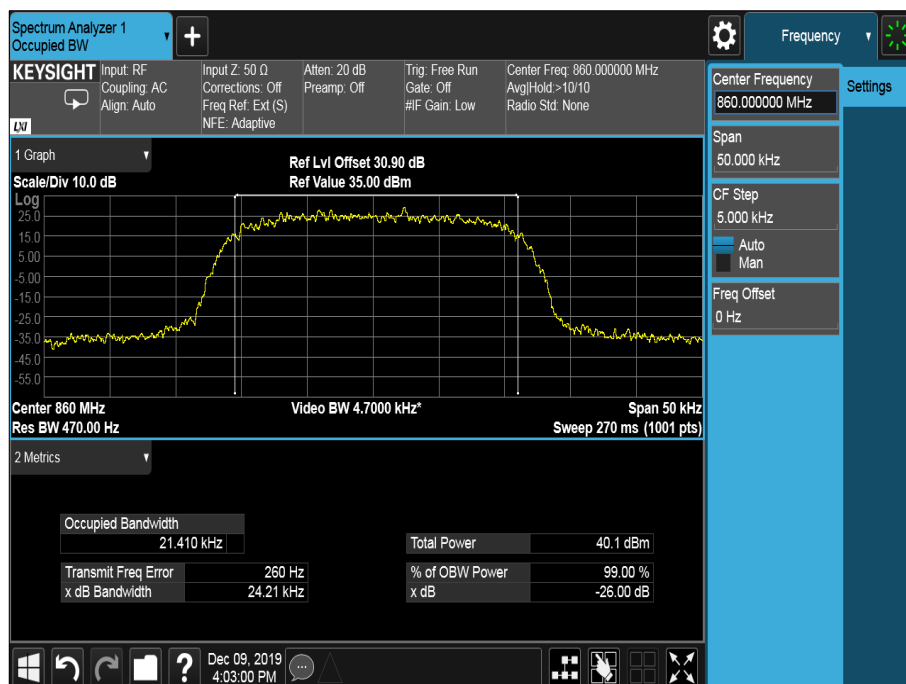 Spectrum Analyzer 1
Occupied BW
+
Frequency
KEYSIGHT
LXI
Input: RF
Coupling: AC
Align: Auto
Input Z: 50 Ω
Corrections: Off
Freq Ref: Ext (S)
NFE: Adaptive
Atten: 20 dB
Preamp: Off
Trig: Free Run
Gate: Off
#IF Gain: Low
Center Freq: 860.000000 MHz
Avg|Hold:>10/10
Radio Std: None
Center Frequency
860.000000 MHz
Settings
Span
50.000 kHz
CF Step
5.000 kHz
Auto
Man
Freq Offset
0 Hz
1 Graph
Scale/Div 10.0 dB
Ref Lvl Offset 30.90 dB
Ref Value 35.00 dBm
Log
25.0
15.0
5.00
-5.00
-15.0
-25.0
-35.0
-45.0
-55.0
Center 860 MHz
Video BW 4.7000 kHz*
Span 50 kHz
Res BW 470.00 Hz
Sweep 270 ms (1001 pts)
2 Metrics
Occupied Bandwidth
21.410 kHz
Total Power 40.1 dBm
Transmit Freq Error 260 Hz
% of OBW Power 99.00 %
x dB Bandwidth 24.21 kHz
x dB -26.00 dB
?
Dec 09, 2019
4:03:00 PM